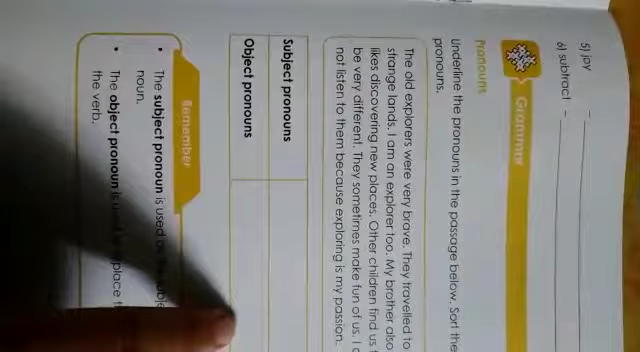 5) joy -
6) subtract -
Grammar
Pronouns
Underline the pronouns in the passage below. Sort the
pronouns.
The old explorers were very brave. They travelled to
strange lands. I am an explorer too. My brother also
likes discovering new places. Other children find us
be very different. They sometimes make fun of us. I
not listen to them because exploring is my passion.
Subject pronouns
Object pronouns
Remember
• The subject pronoun is used
noun.
• The object pronoun is place
the verb.